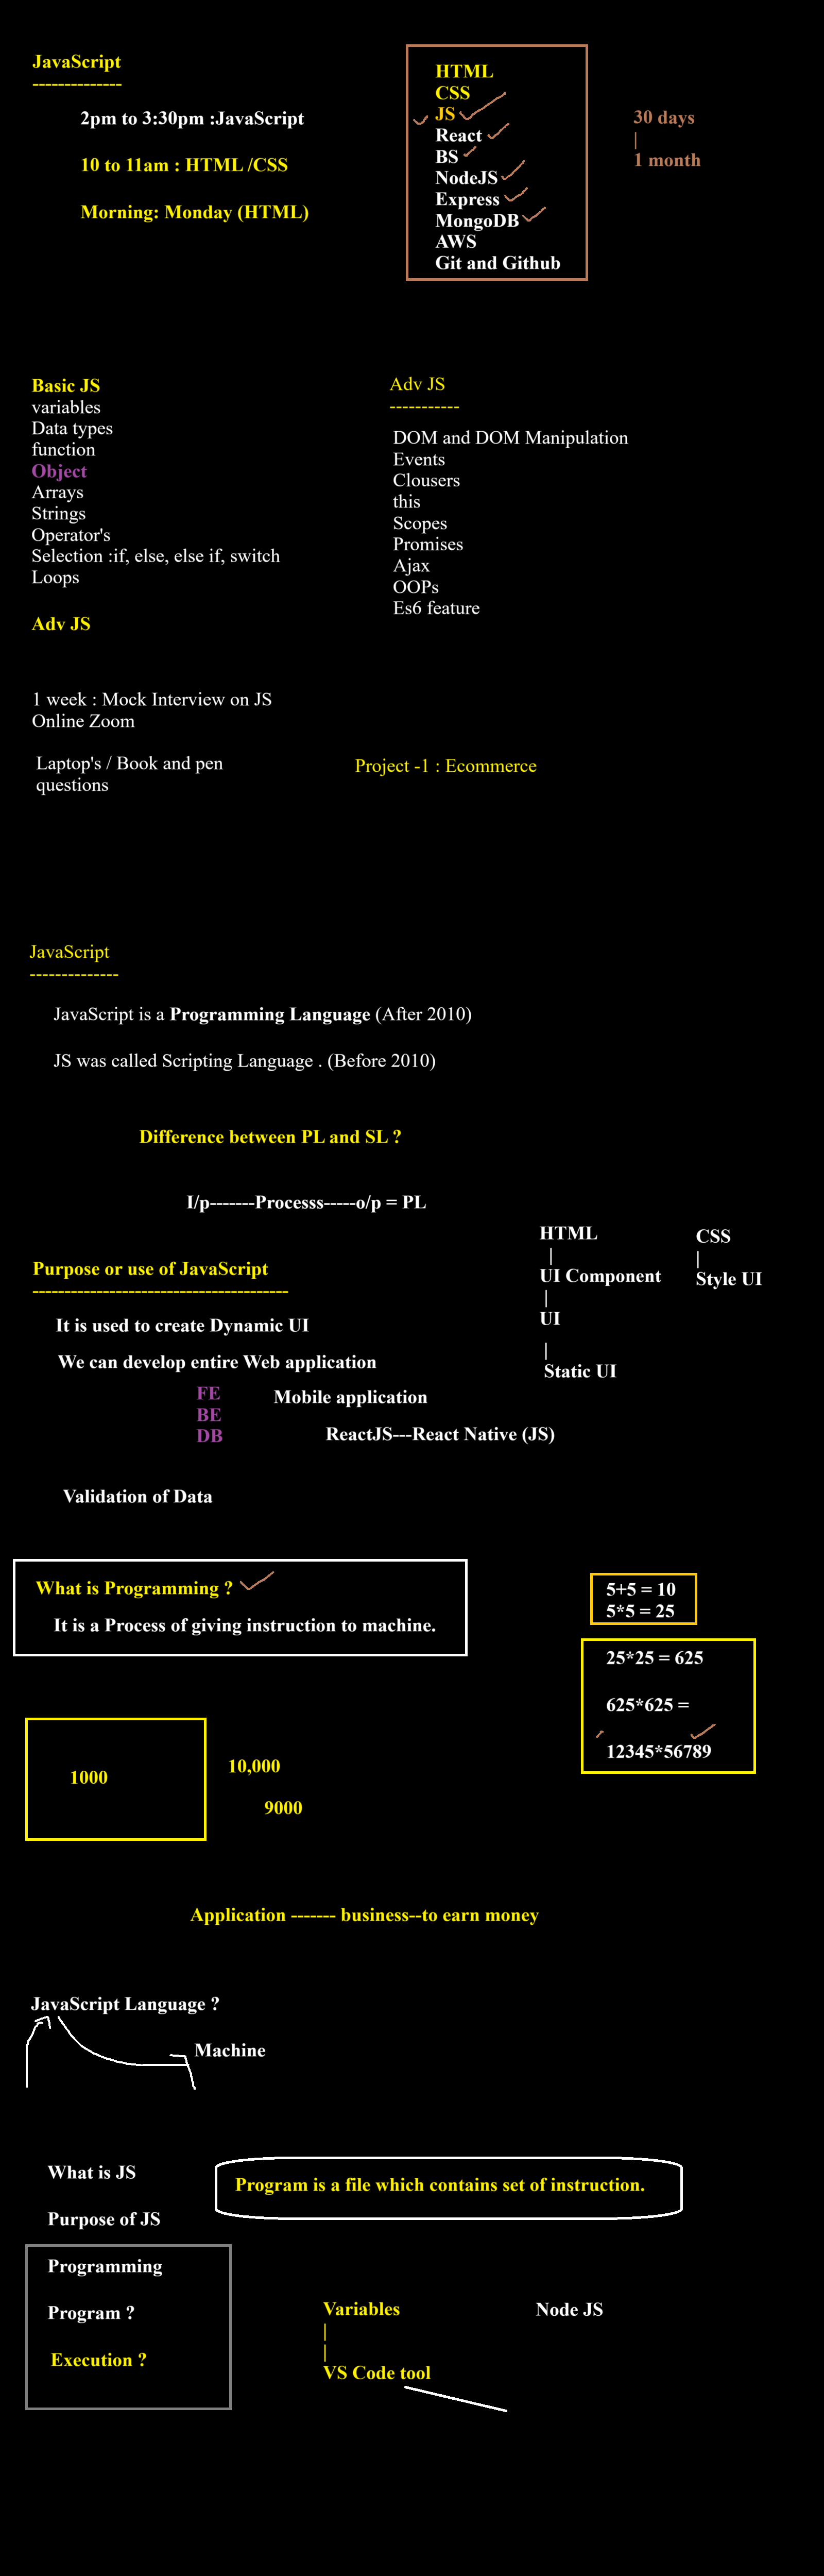 JavaScript
--------------
2pm to 3:30pm :JavaScript
10 to 11am : HTML /CSS
Morning: Monday (HTML)
HTML
CSS
JS
React
BS
NodeJS
Express
MongoDB
AWS
Git and Github
30 days
|
1 month
Basic JS
variables
Data types
function
Object
Arrays
Strings
Operator's
Selection :if, else, else if, switch
Loops
Adv JS
Adv JS
-----------
DOM and DOM Manipulation
Events
Clousers
this
Scopes
Promises
Ajax
OOPs
Es6 feature
1 week : Mock Interview on JS
Online Zoom
Laptop's / Book and pen
questions
Project -1 : Ecommerce
JavaScript
--------------
JavaScript is a Programming Language (After 2010)
JS was called Scripting Language . (Before 2010)
Difference between PL and SL ?
I/p-------Processs-----o/p = PL
HTML
|
UI Component
|
UI
|
Static UI
CSS
|
Style UI
Purpose or use of JavaScript
----------------------------------------
It is used to create Dynamic UI
We can develop entire Web application
FE
BE
DB
Mobile application
ReactJS---React Native (JS)
Validation of Data
What is Programming ?
It is a Process of giving instruction to machine.
5+5 = 10
5*5 = 25
25*25 = 625
625*625 =
12345*56789
1000
10,000
9000
Application ------- business--to earn money
JavaScript Language ?
Machine
What is JS
Purpose of JS
Programming
Program ?
Execution ?
Program is a file which contains set of instruction.
Variables
|
|
VS Code tool
Node JS